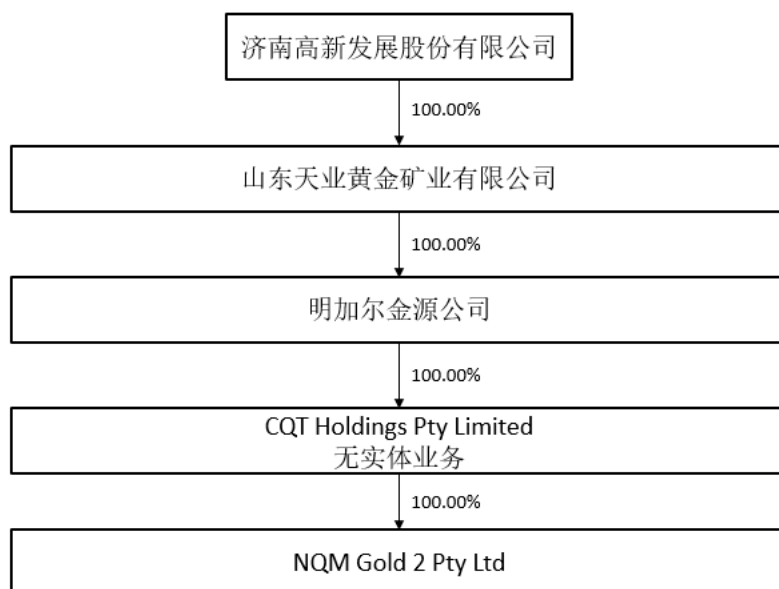 济南高新发展股份有限公司
100.00%
山东天业黄金矿业有限公司
100.00%
明加尔金源公司
100.00%
CQT Holdings Pty Limited
无实体业务
100.00%
NQM Gold 2 Pty Ltd